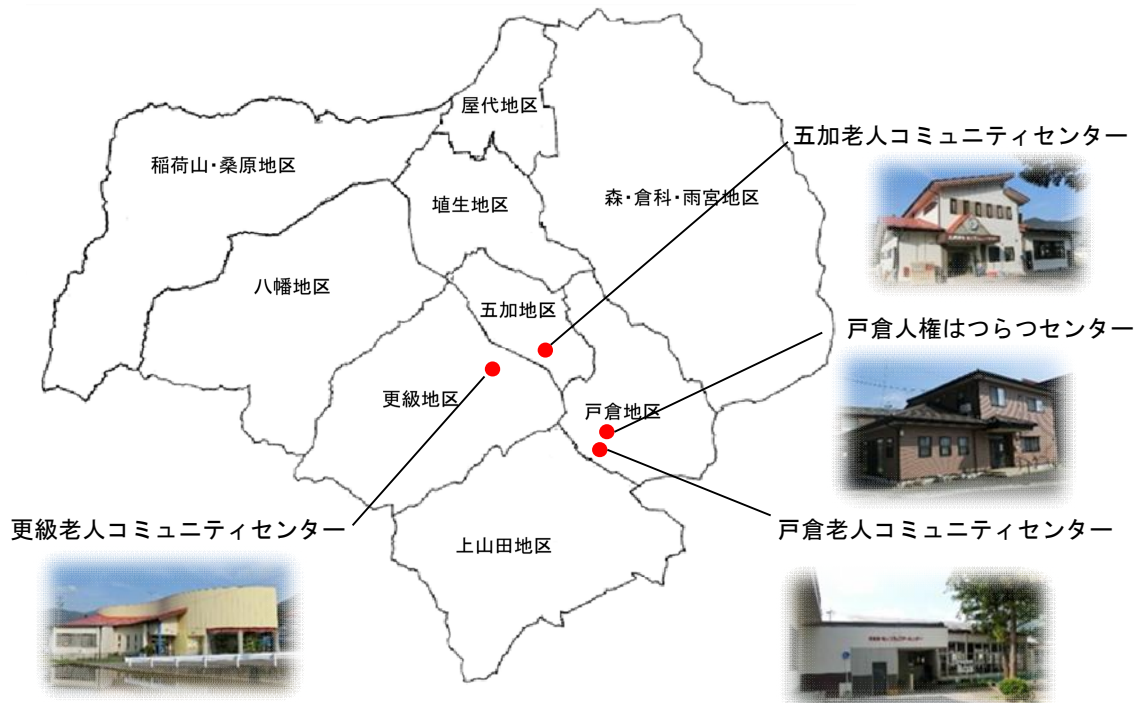 屋代地区
五加老人コミュニティセンター
稲荷山・桑原地区
森・倉科・雨宮地区
埴生地区
八幡地区
五加地区
戸倉人権はつらつセンター
更級地区
戸倉地区
更級老人コミュニティセンター
戸倉老人コミュニティセンター
上山田地区